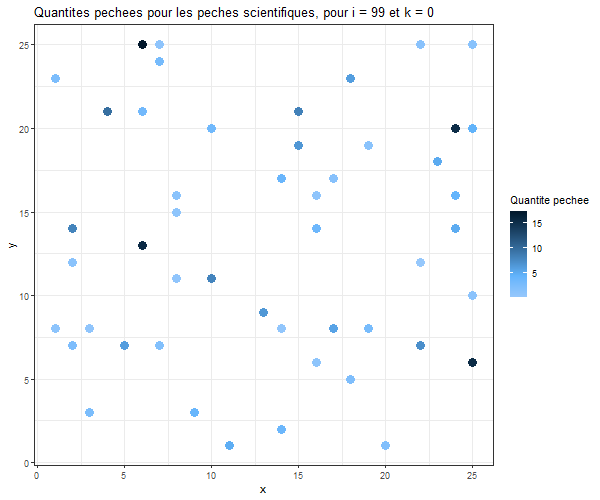 Quantites pechees pour les peches scientifiques, pour i = 99 et k = 0
25
20
15
10
5
0
y
0 5 10 15 20 25
x
Quantite pechee
15
10
5